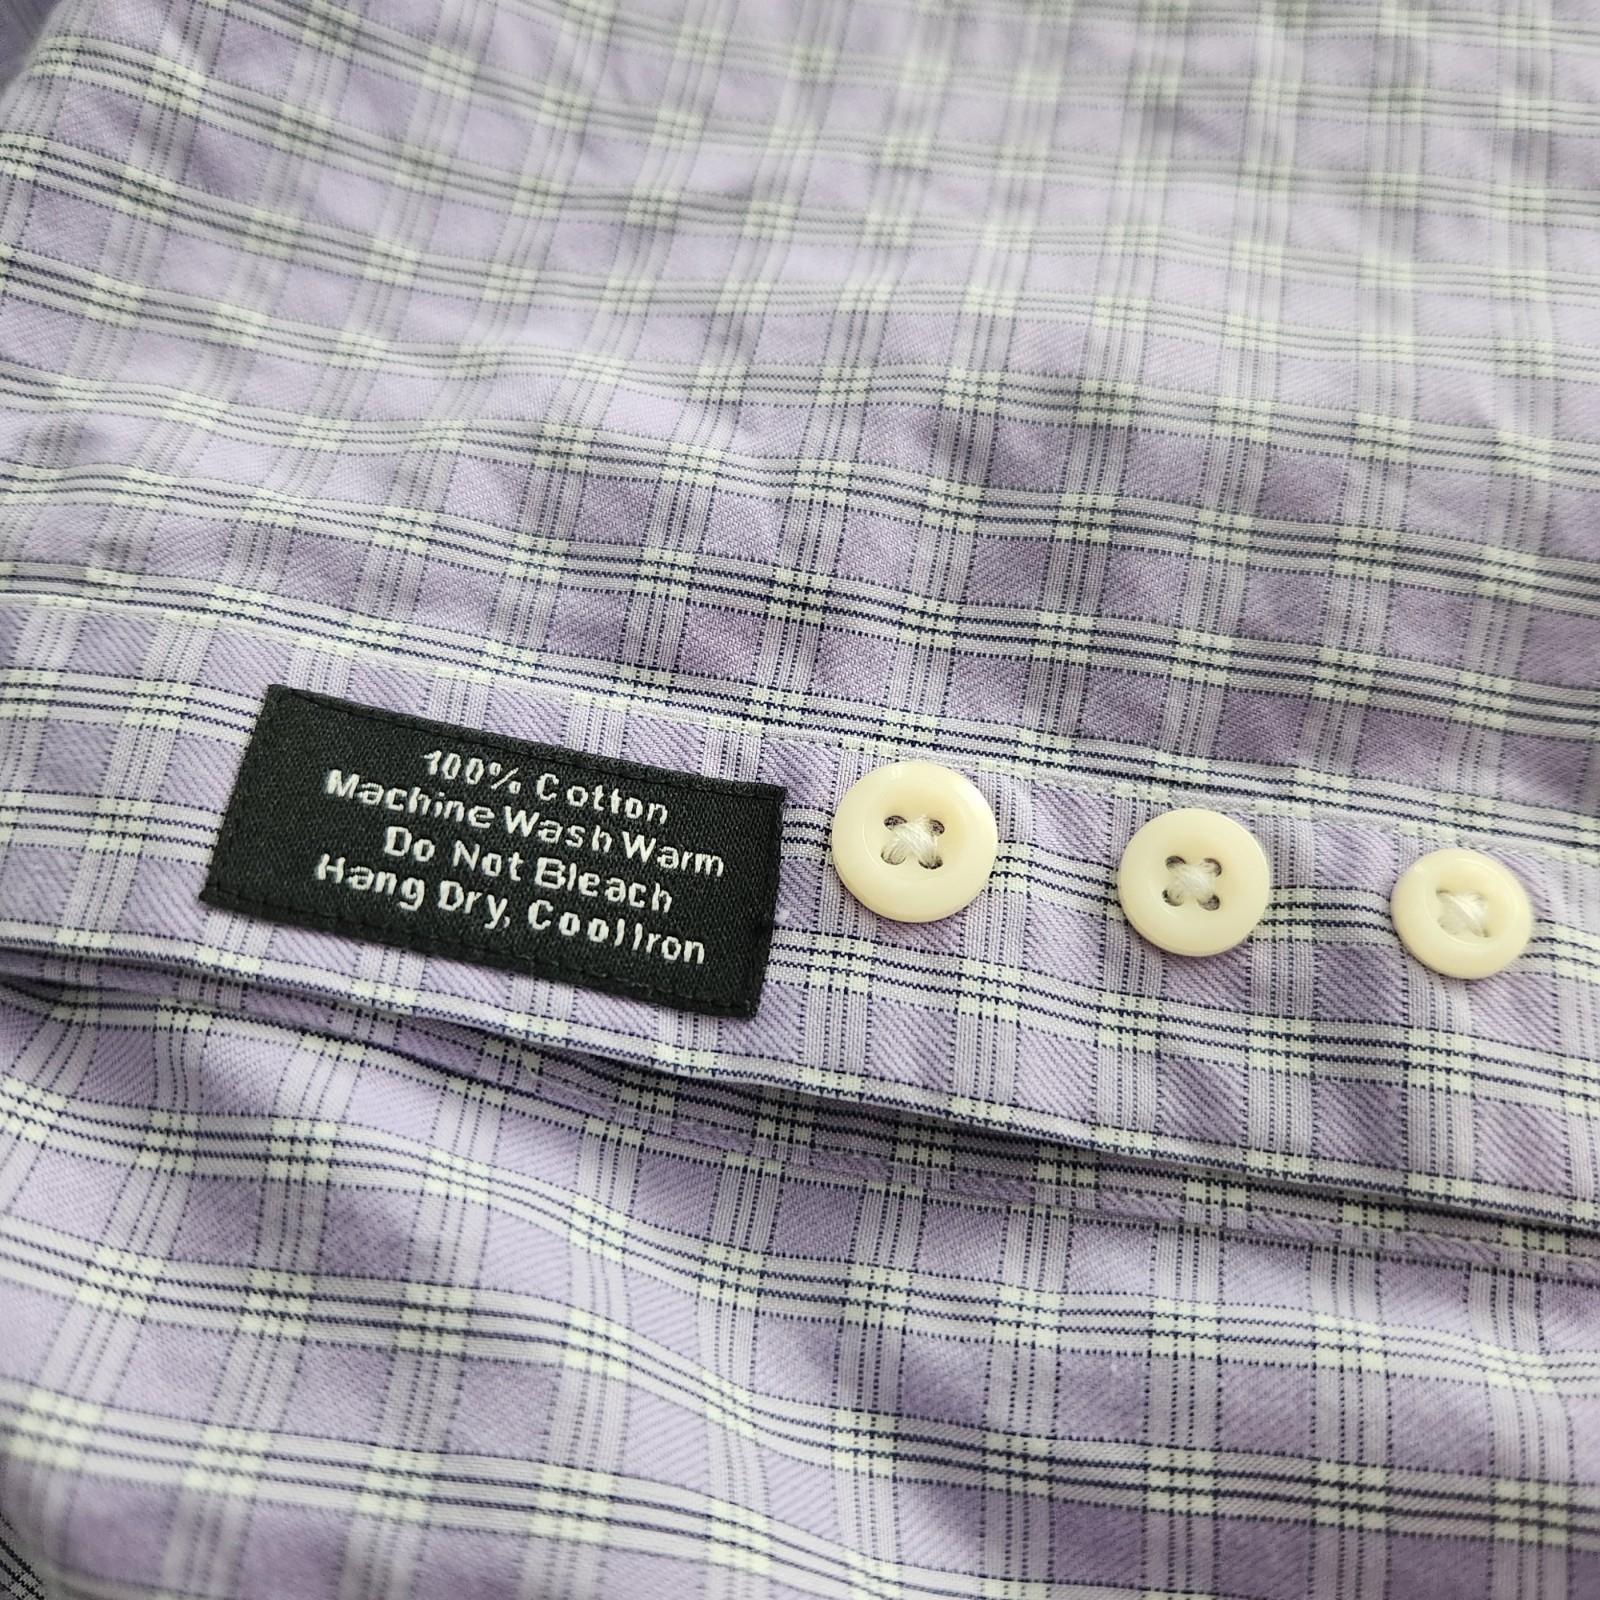 100% Cotton
Machine Wash Warm
Do Not Bleach
Hang Dry, Cool Iron